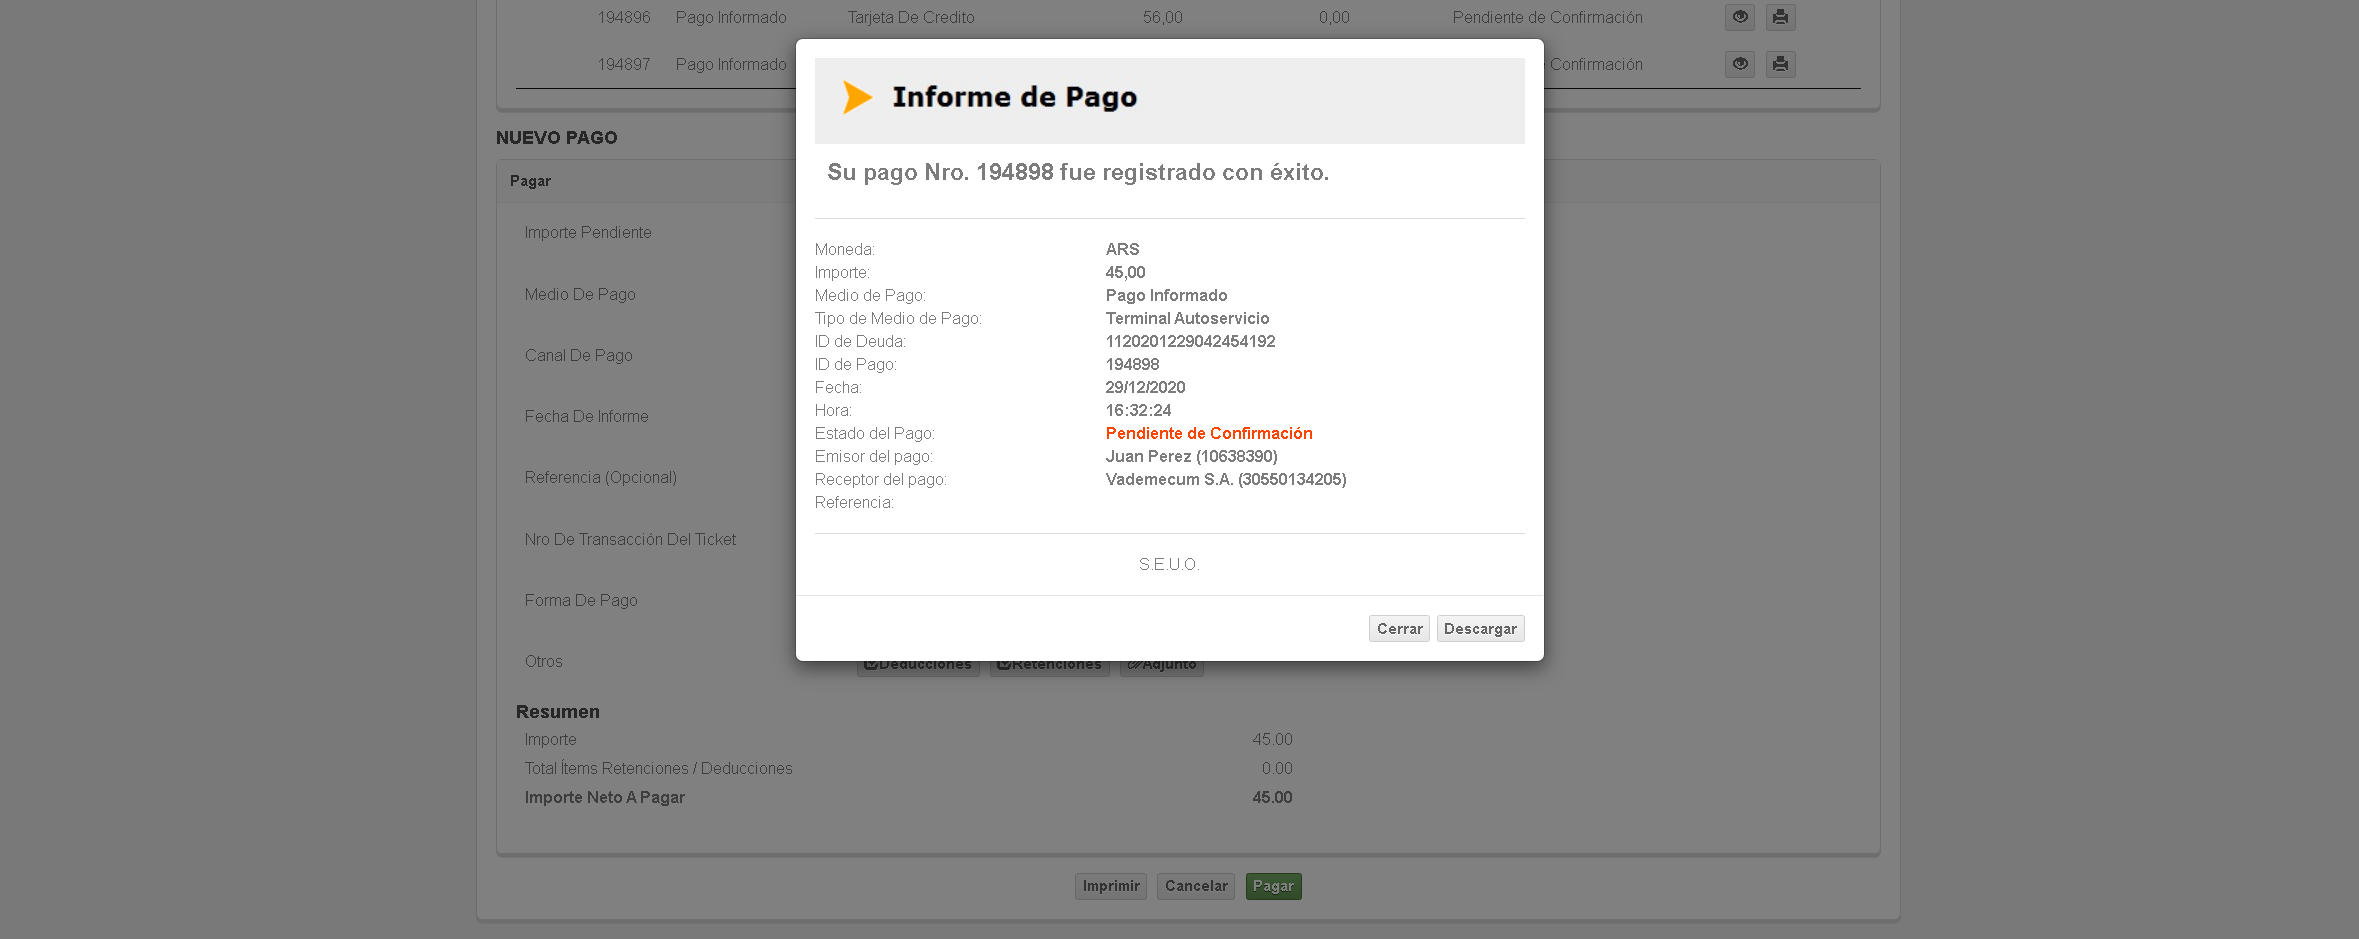 194896 Pago Informado Tarjeta De Credito 56,00 0,00 Pendiente de Confirmación
194897 Pago Informado Confirmación
NUEVO PAGO
Pagar
Importe Pendiente
Medio De Pago
Canal De Pago
Fecha De Informe
Referencia (Opcional)
Nro De Transacción Del Ticket
Forma De Pago
Otros
Informe de Pago
Su pago Nro. 194898 fue registrado con éxito.
Moneda: ARS
Importe: 45,00
Medio de Pago: Pago Informado
Tipo de Medio de Pago: Terminal Autoservicio
ID de Deuda: 1120201229042454192
ID de Pago: 194898
Fecha: 29/12/2020
Hora: 16:32:24
Estado del Pago: Pendiente de Confirmación
Emisor del pago: Juan Perez (10638390)
Receptor del pago: Vademecum S.A. (30550134205)
Referencia:
S.E.U.O.
Cerrar Descargar
Deducciones Retenciones Adjunto
Resumen
Importe 45.00
Total Ítems Retenciones / Deducciones 0.00
Importe Neto A Pagar 45.00
Imprimir Cancelar Pagar